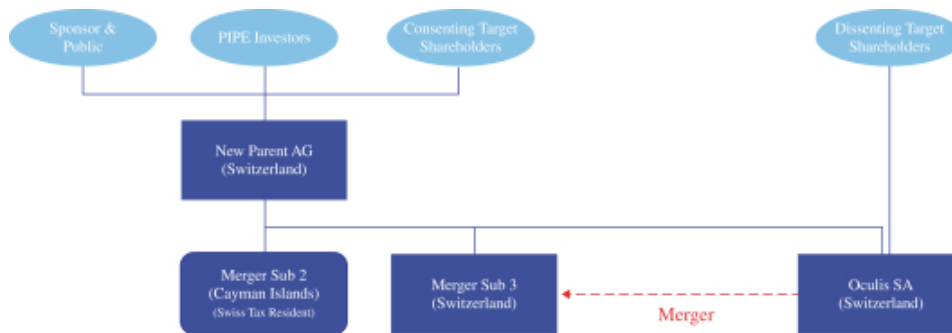 Sponsor &
Public
PIPE Investors
Consenting Target
Shareholders
Dissenting Target
Shareholders
New Parent AG
(Switzerland)
Merger Sub 2
(Cayman Islands)
(Swiss Tax Resident)
Merger Sub 3
(Switzerland)
Oculis SA
(Switzerland)
Merger